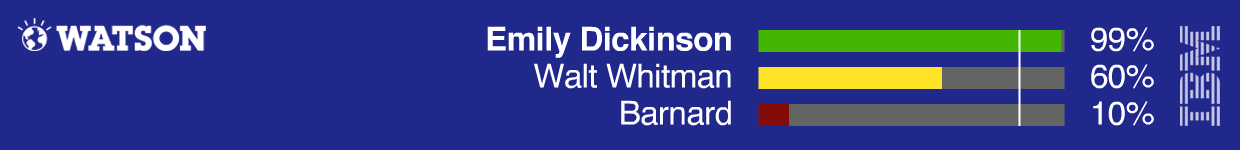 WATSON
Emily Dickinson 99%
Walt Whitman 60%
Barnard 10%
IBM